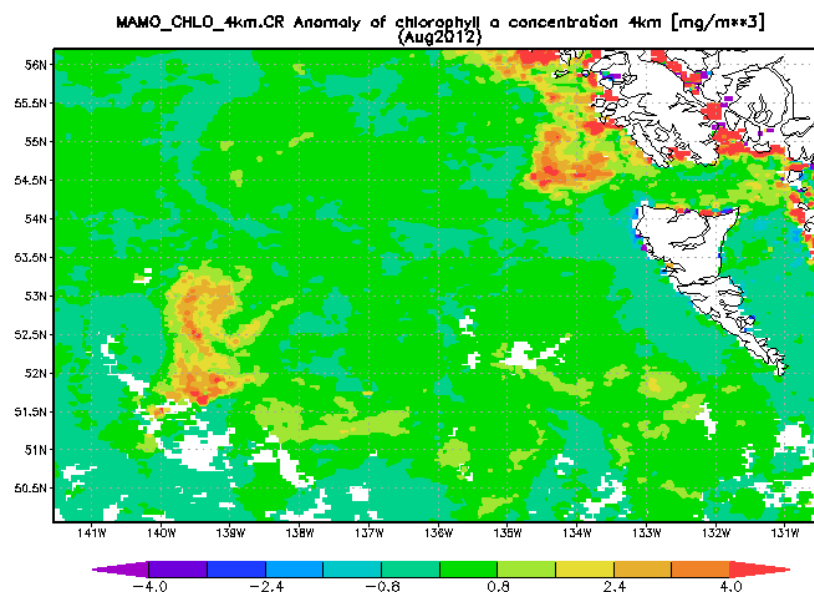 MAMO_CHLO_4km.CR Anomaly of chlorophyll a concentration 4km [mg/m**3]
(Aug2012)
56N
55.5N
55N
54.5N
54N
53.5N
53N
52.5N
52N
51.5N
51N
50.5N
141W 140W 139W 138W 137W 136W 135W 134W 133W 132W 131W
−4.0 −2.4 −0.8 0.8 2.4 4.0